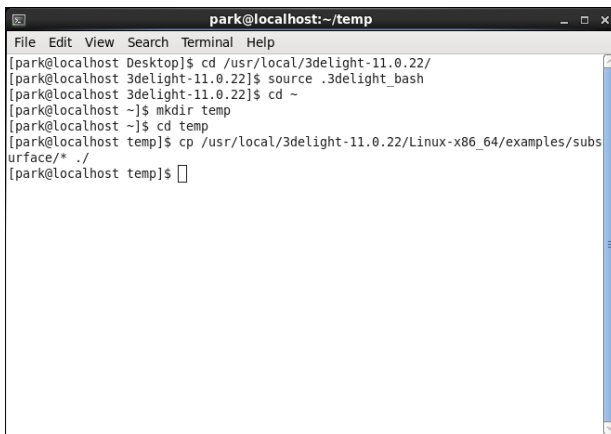 park@localhost:~/temp
File Edit View Search Terminal Help
[park@localhost Desktop]$ cd /usr/local/3delight-11.0.22/
[park@localhost 3delight-11.0.22]$ source .3delight_bash
[park@localhost 3delight-11.0.22]$ cd ~
[park@localhost ~]$ mkdir temp
[park@localhost ~]$ cd temp
[park@localhost temp]$ cp /usr/local/3delight-11.0.22/Linux-x86_64/examples/subs
urface/* ./
[park@localhost temp]$